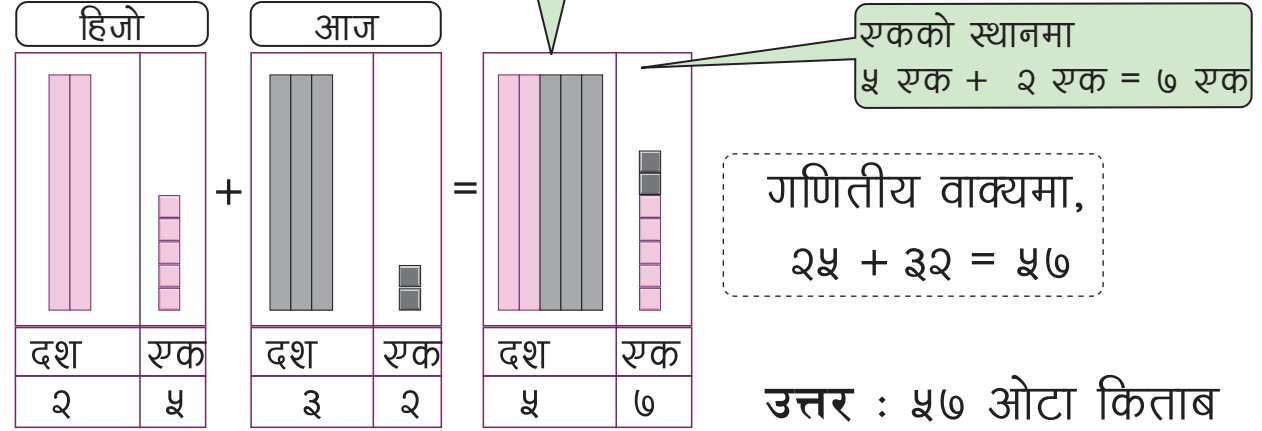 हिजो
आज
एकको स्थानमा
५ एक + २ एक = ७ एक
+
=
गणितीय वाक्यमा,
२५ + ३२ = ५७
दश एक दश एक दश एक
२ ५ ३ २ ५ ७
उत्तर : ५७ ओटा किताब